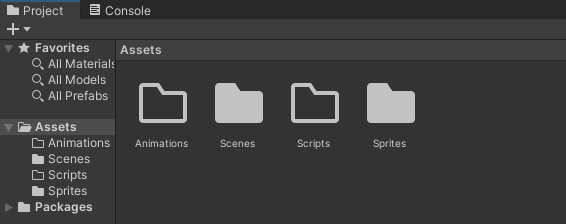 Project
Console
Favorites
All Materials
All Models
All Prefabs
Assets
Animations
Scenes
Scripts
Sprites
Packages
Assets
Animations
Scenes
Scripts
Sprites